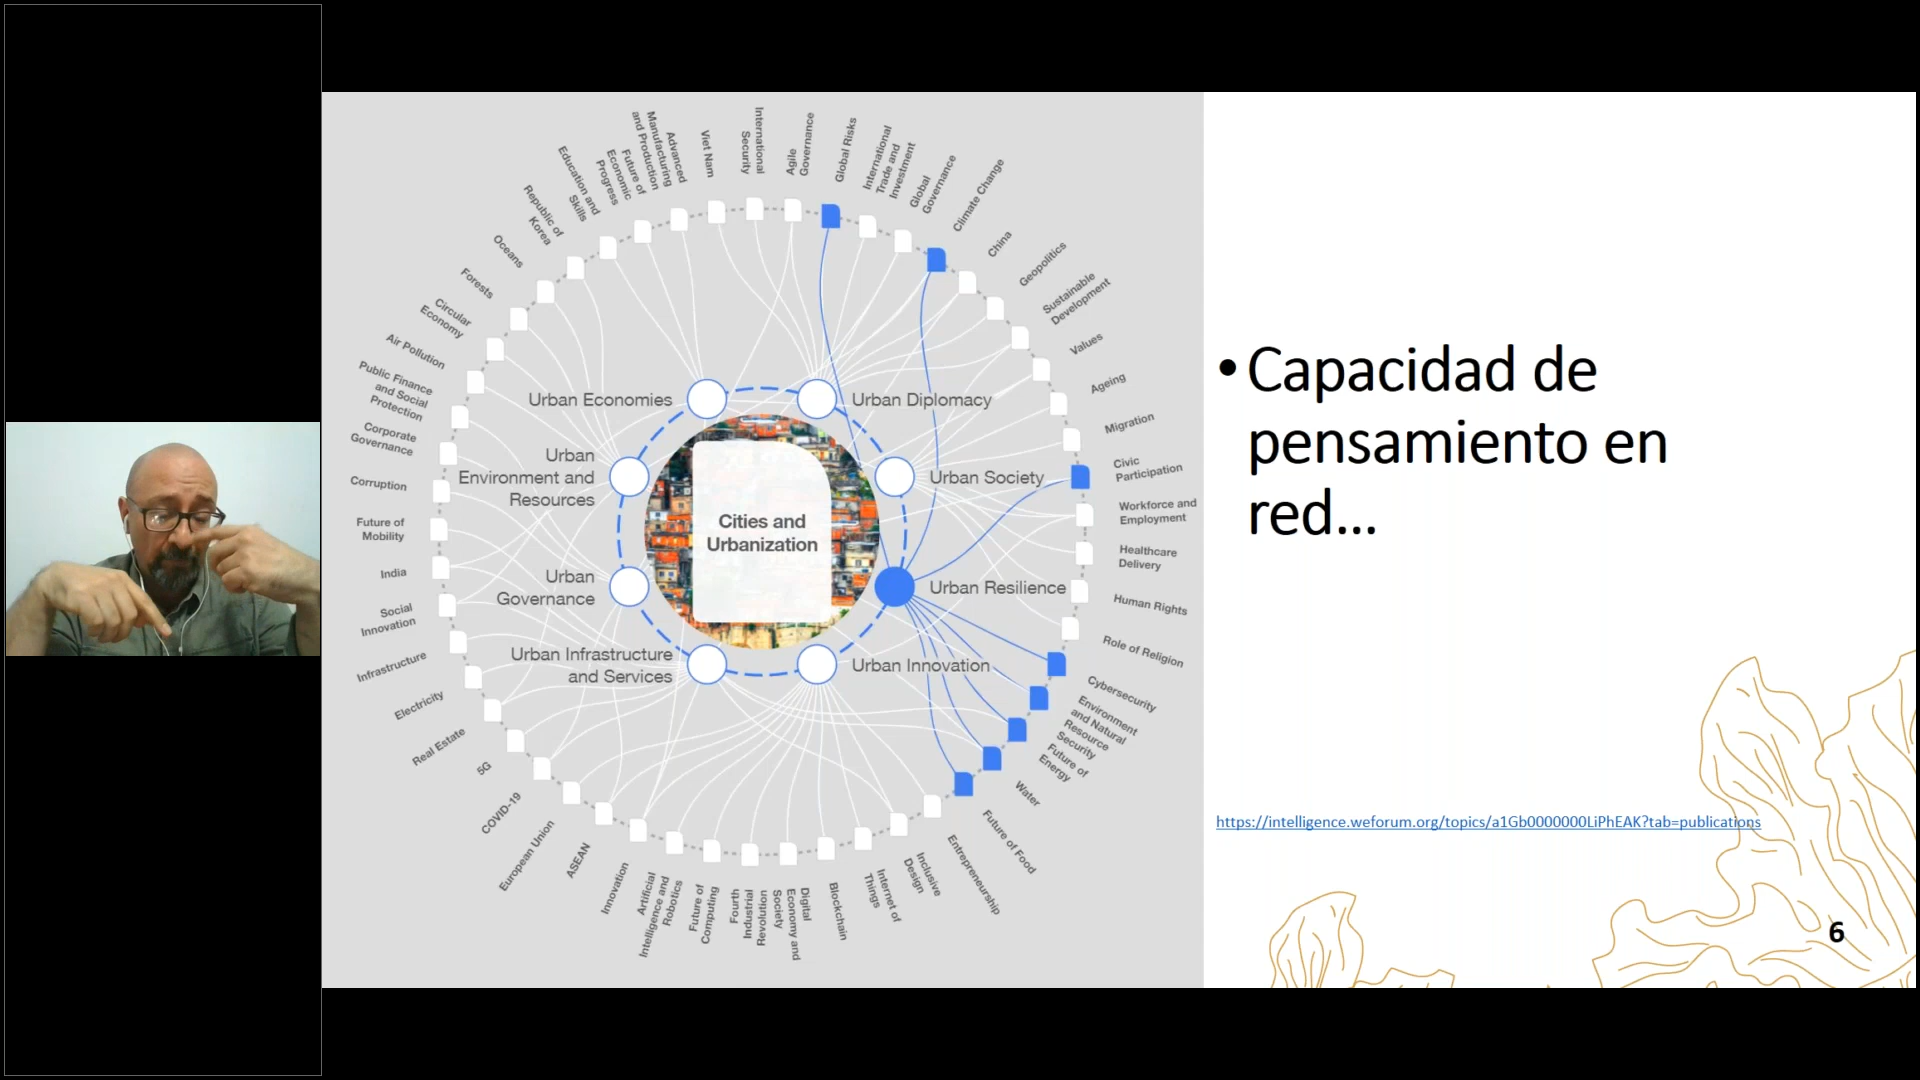 Advanced
Manufacturing
and Production
Viet Nam
International
Security
Agile
Governance
Global Risks
International
Trade and
Investment
Global
Governance
Climate Change
China
Geopolitics
Sustainable
Development
Values
Ageing
Migration
Civic
Participation
Workforce and
Employment
Healthcare
Delivery
Human Rights
Role of Religion
Cybersecurity
Environment
and Natural
Resource
Security
Future of
Energy
Water
Future of Food
Entrepreneurship
Inclusive
Design
Internet of
Things
Blockchain
Digital
Economy and
Society
Fourth
Industrial
Revolution
Future of
Computing
Artificial
Intelligence and
Robotics
Innovation
ASEAN
European Union
COVID-19
5G
Real Estate
Electricity
Infrastructure
Social
Innovation
India
Future of
Mobility
Corruption
Corporate
Governance
Public Finance
and Social
Protection
Air Pollution
Circular
Economy
Forests
Oceans
Republic of
Korea
Education and
Skills
Future of
Economic
Progress
Urban Economies
Urban Diplomacy
Urban
Environment and
Resources
Urban Society
Cities and
Urbanization
Urban
Governance
Urban Resilience
Urban Infrastructure
and Services
Urban Innovation
• Capacidad de
pensamiento en
red...
https://intelligence.weforum.org/topics/a1Gb0000000LiPhEAK?tab=publications
6